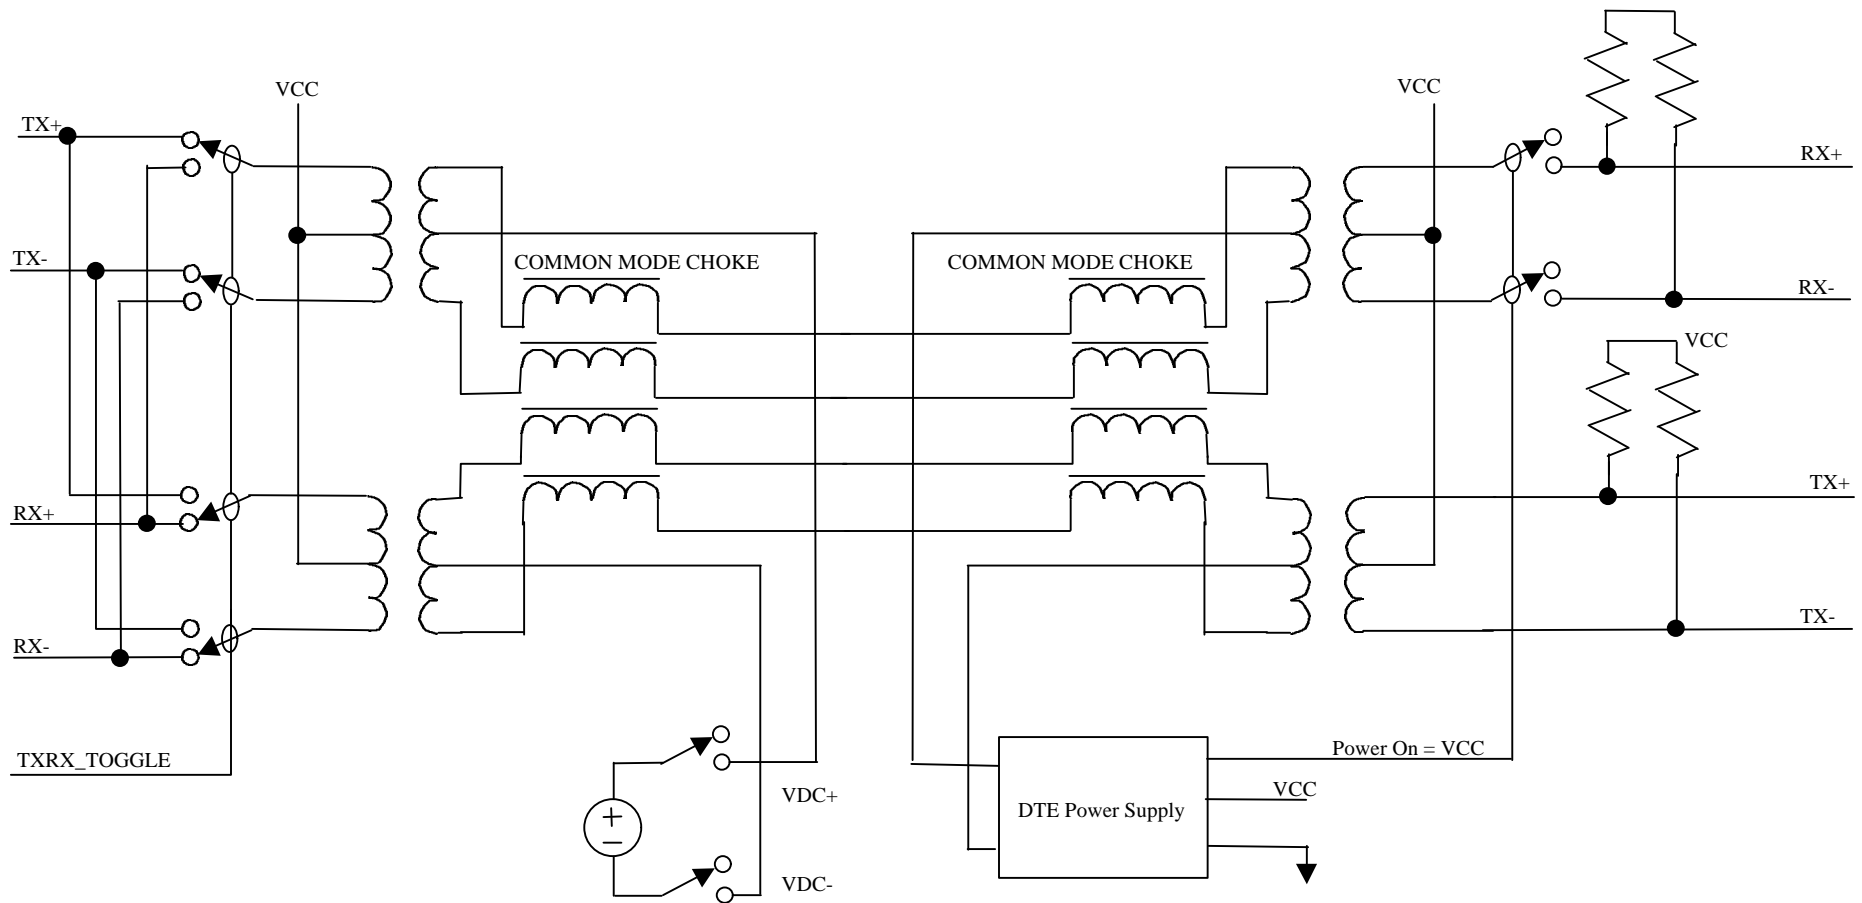 VCC
VCC
TX+
RX+
TX-
COMMON MODE CHOKE
COMMON MODE CHOKE
RX-
VCC
TX+
RX+
TX-
RX-
Power On = VCC
TXRX_TOGGLE
VCC
VDC+
DTE Power Supply
+
−
VDC-